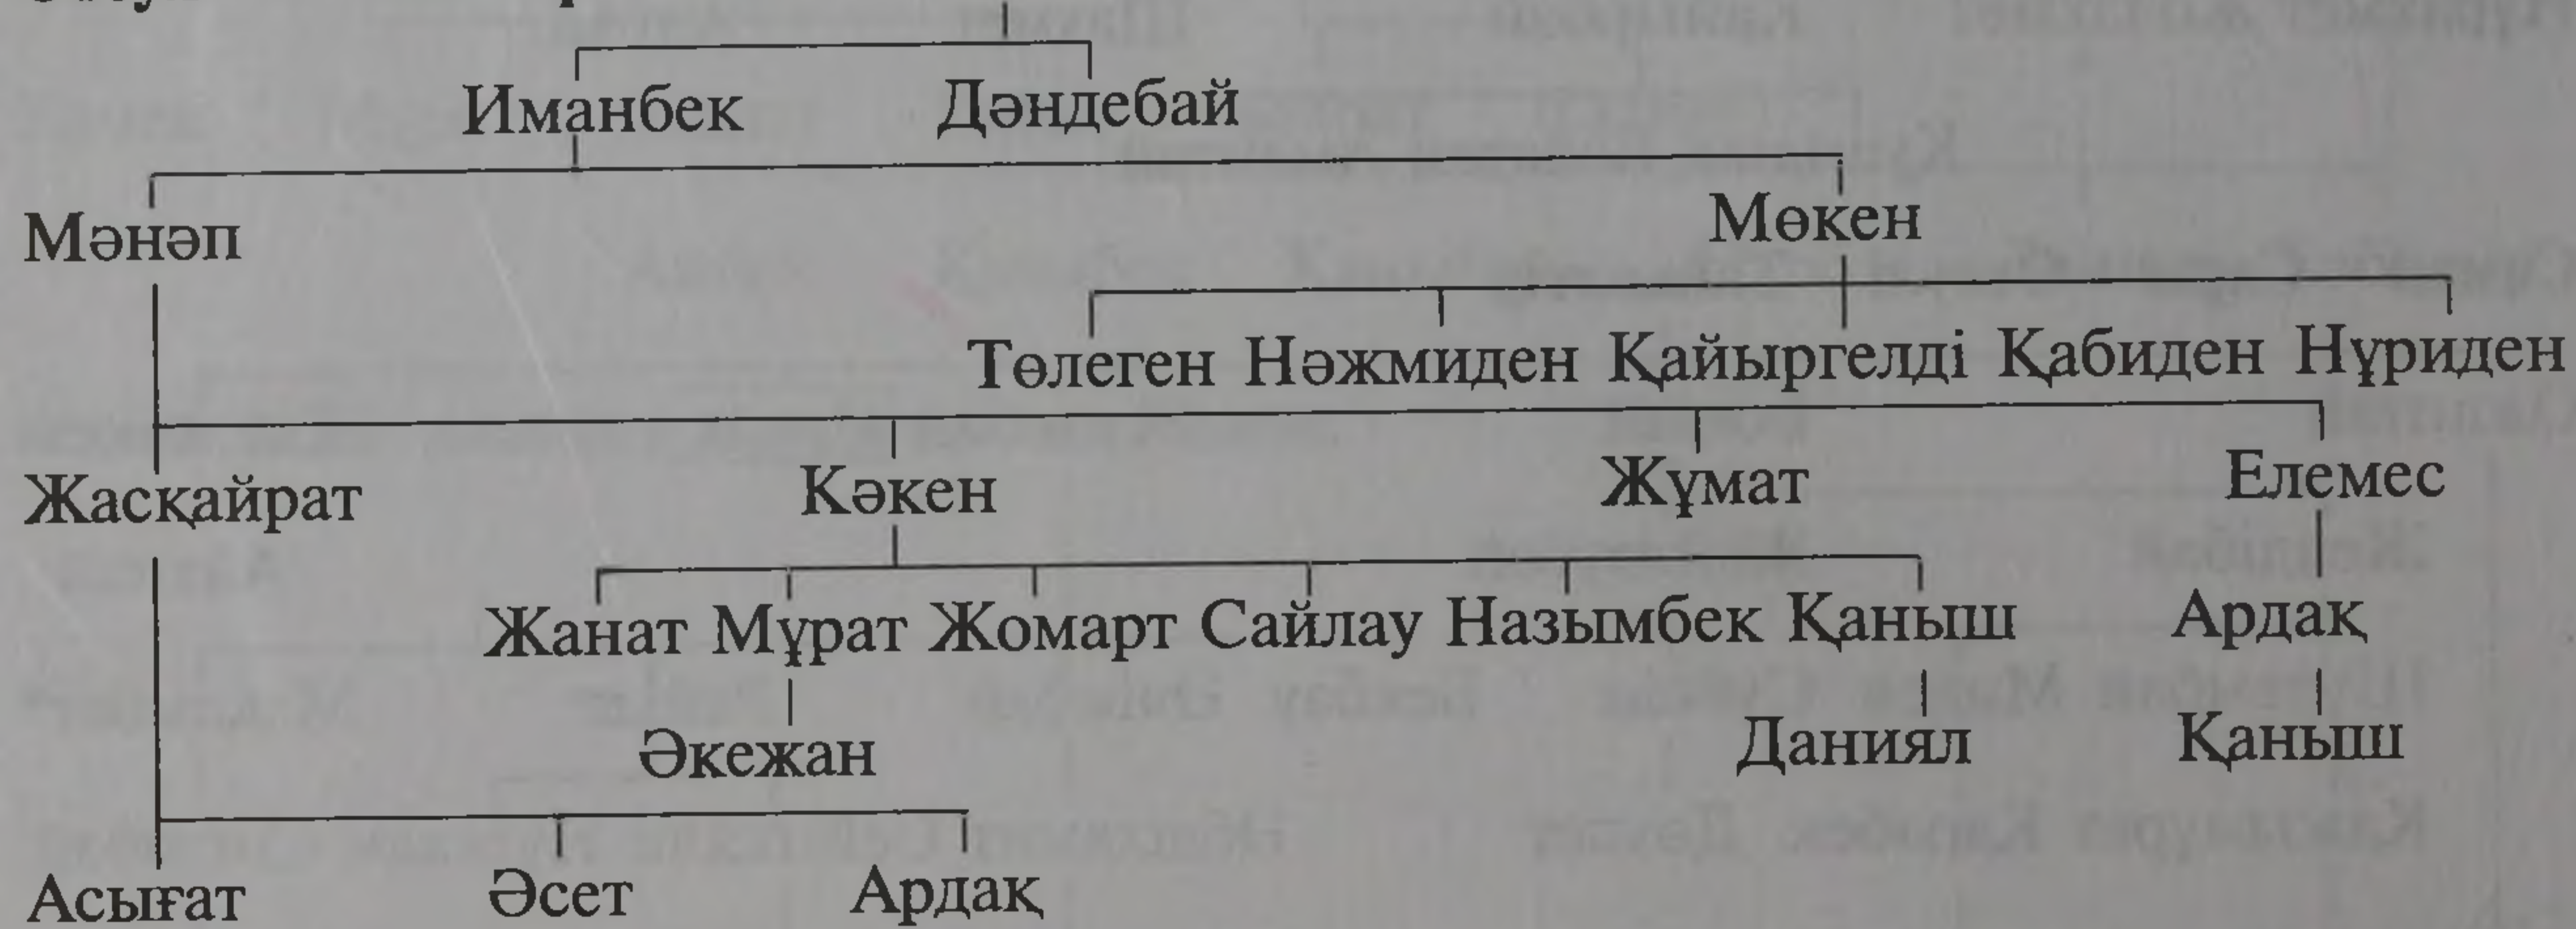 Иманбек Дәндебай
Мәнәп Мөкен
Төлеген Нәжмиден Қайыргелді Қабиден Нұриден
Жасқайрат Кәкен Жұмат Елемес
Жанат Мұрат Жомарт Сайлау Назымбек Қаныш Ардақ
Әкежан Даниял Қаныш
Асығат Әсет Ардақ